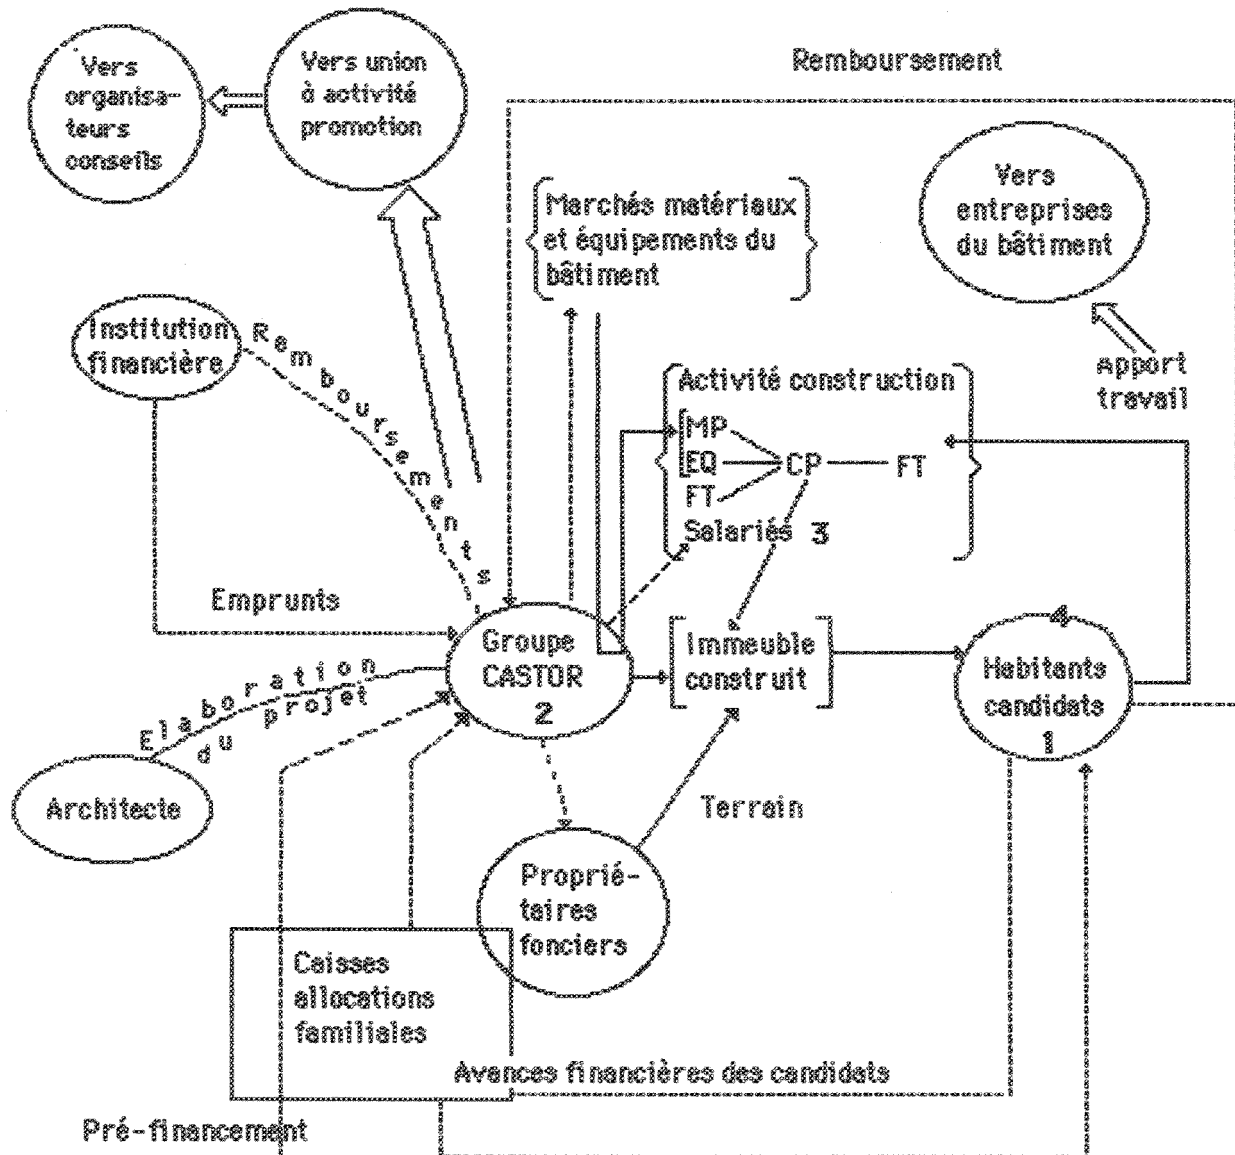 Vers
organisa-
teurs
conseils
Vers union
à activité
promotion
Remboursement
Marchés matériaux
et équipements du
bâtiment
Vers
entreprises
du bâtiment
Institution
financière
Remboursements
Apport
travail
Activité construction
MP
EQ
CP
FT
FT
Salariés 3
Emprunts
Groupe
CASTOR
2
Immeuble
construit
4
Habitants
candidats
1
Elaboration
du projet
Architecte
Terrain
Proprié-
taires
fonciers
Caisses
allocations
familiales
Avances financières des candidats
Pré-financement